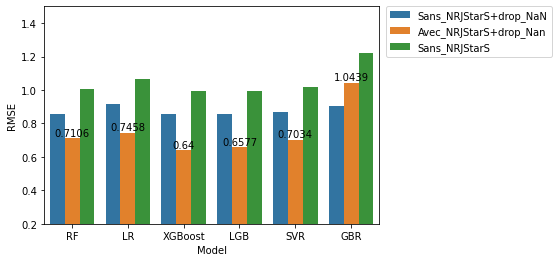 1.4
1.2
1.0
0.8
0.6
0.4
0.2
RMSE
0.7106
0.7458
0.64
0.6577
0.7034
1.0439
RF
LR
XGBoost
LGB
SVR
GBR
Model
Sans_NRJStarS+drop_NaN
Avec_NRJStarS+drop_Nan
Sans_NRJStarS